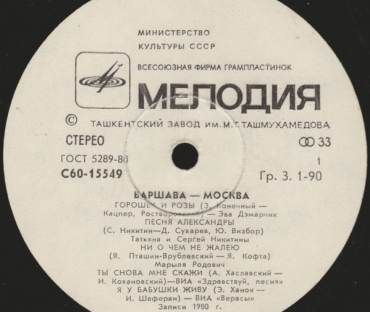 МИНИСТЕРСТВО
КУЛЬТУРЫ СССР
ВСЕСОЮЗНАЯ ФИРМА ГРАМПЛАСТИНОК
МЕЛОДИЯ
© ТАШКЕНТСКИЙ ЗАВОД ИМ. М.Т. ТАШМУХАМЕДОВА
СТЕРЕО 33
ГОСТ 5289-80 1
С60-15549 Гр. 3. 1-90
ВАРШАВА — МОСКВА
ГОРОШЕК И РОЗЫ (З. Конечный —
Кацпер, Ростворовский) — Эва Дэмарчик
ПЕСНЯ АЛЕКСАНДРЫ
(С. Никитин—Д. Сухарев, Ю. Визбор)
Татьяна и Сергей Никитины
НИ О ЧЕМ НЕ ЖАЛЕЮ
(Я. Пташин-Врублевский — Я. Кофта)
Марыля Родович
ТЫ СНОВА МНЕ СКАЖИ (А. Хаславский —
И. Кохановский)—ВИА «Здравствуй, песня»
Я У БАБУШКИ ЖИВУ (Э. Ханок —
И. Шаферан) — ВИА «Верасы»
Записи 1980 г.